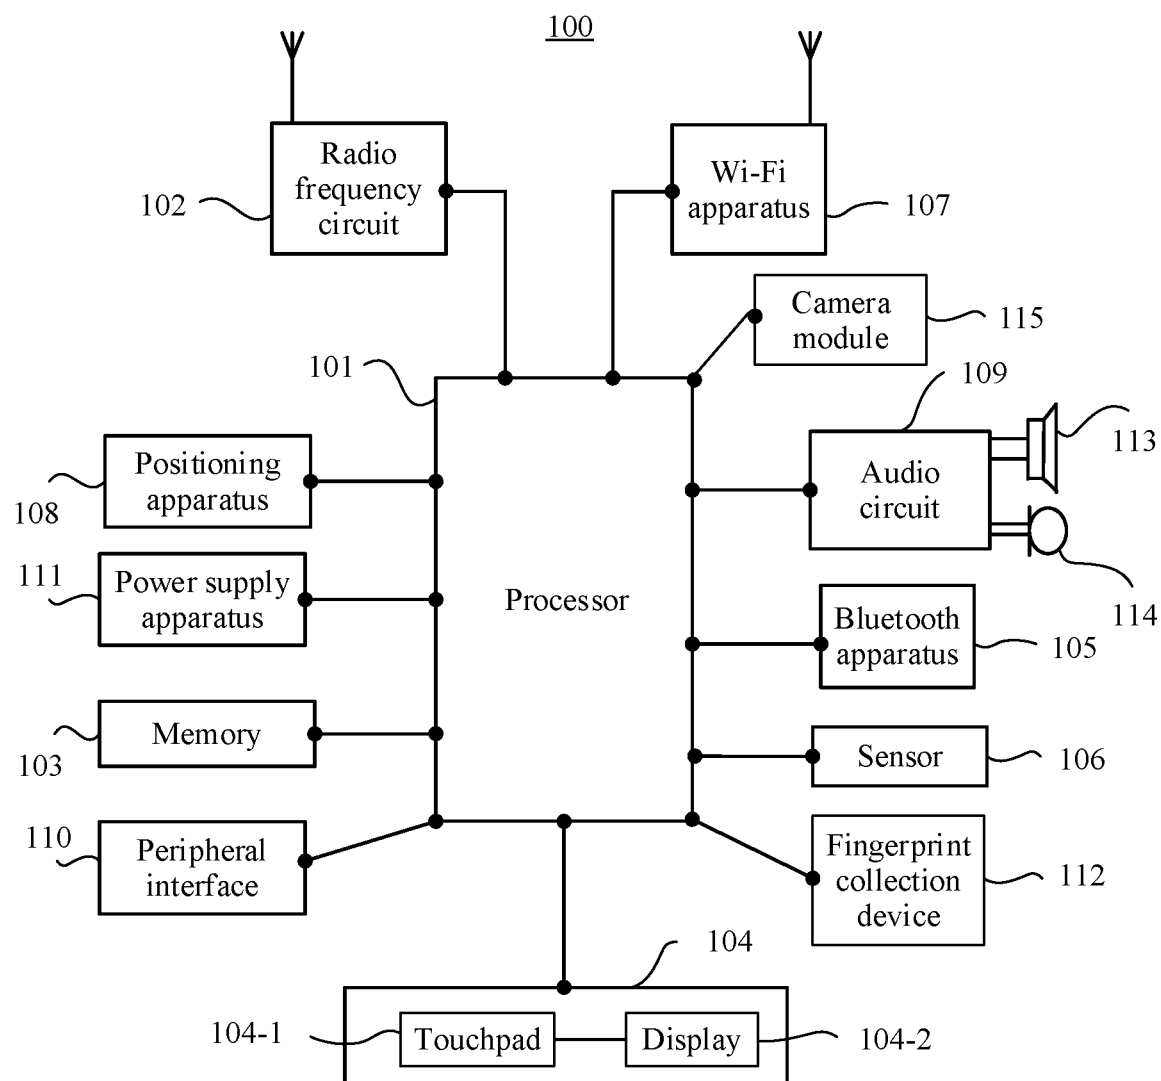 100
Radio
frequency
circuit
102
Wi-Fi
apparatus
107
Camera
module
115
101
109
113
Positioning
apparatus
108
Audio
circuit
111
Power supply
apparatus
Processor
114
Bluetooth
apparatus
105
Memory
103
Sensor
106
110
Peripheral
interface
Fingerprint
collection
device
112
104
104-1
Touchpad
Display
104-2